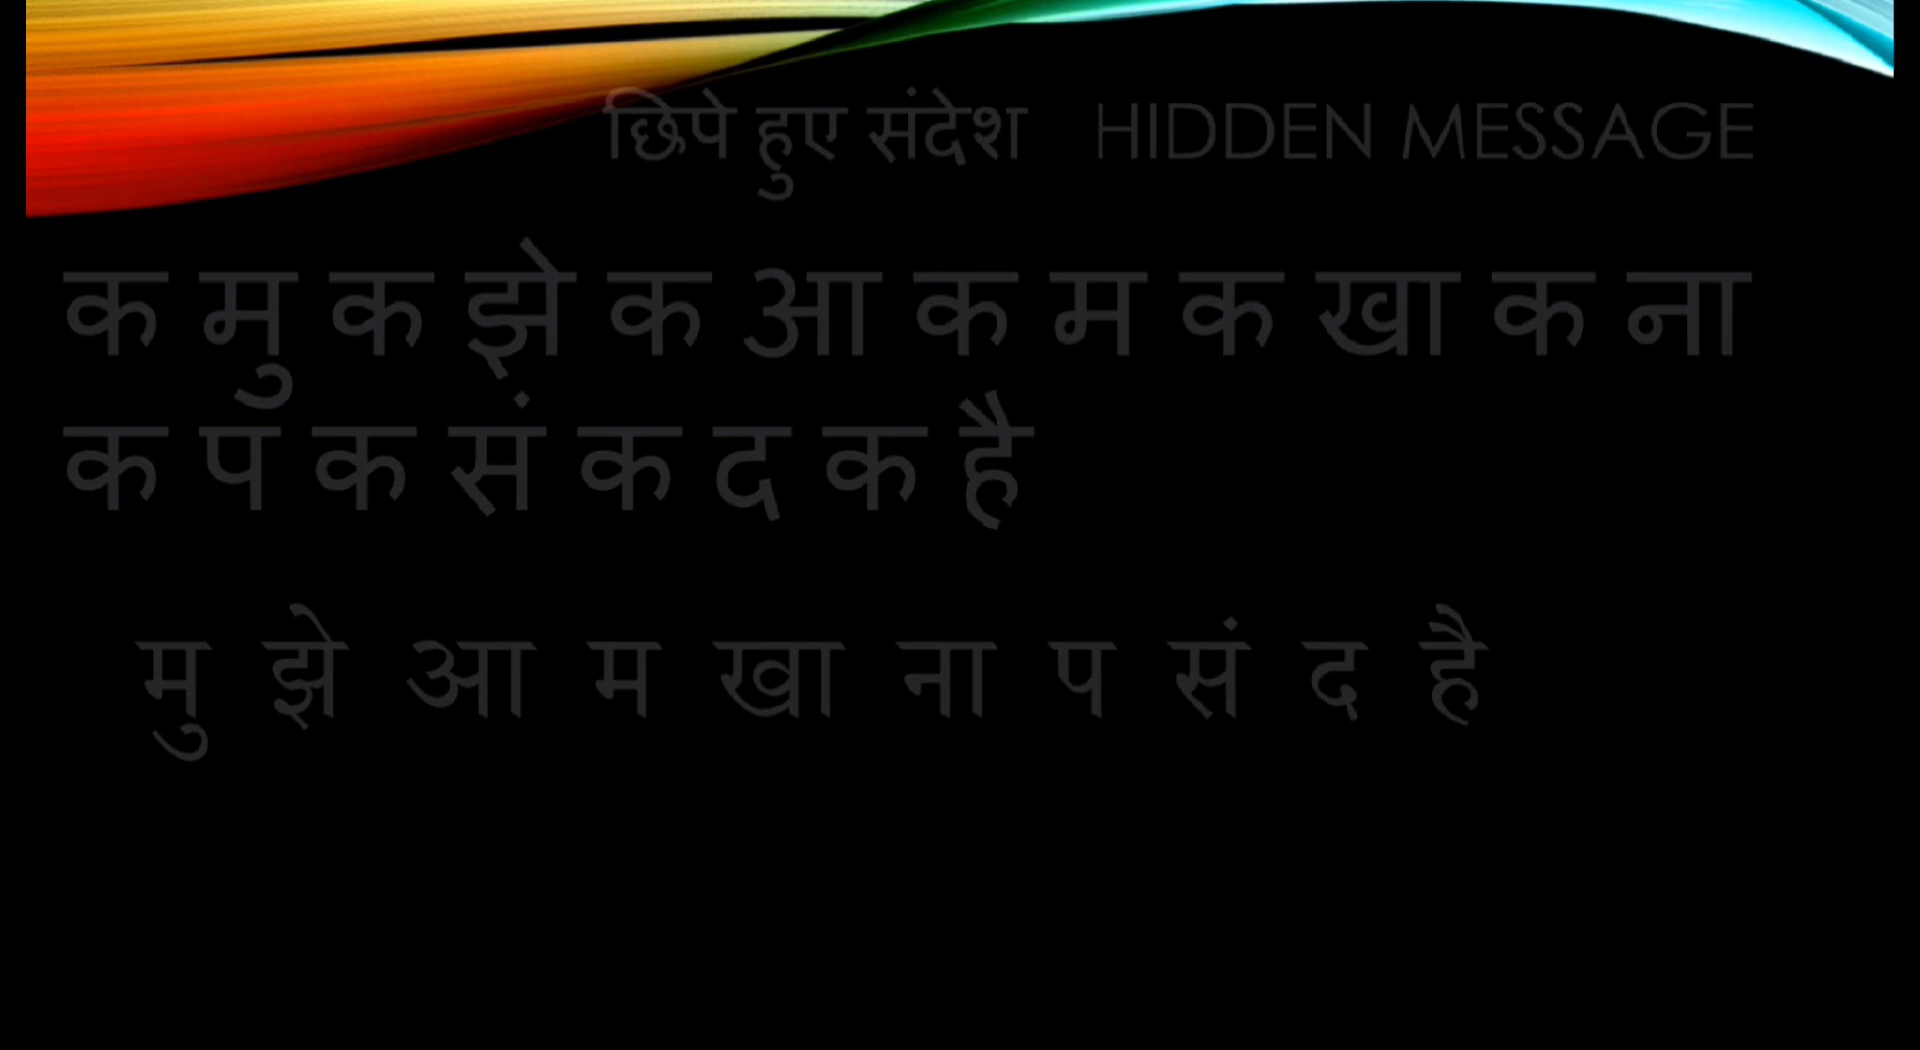 छिपे हुए संदेश HIDDEN MESSAGE
क मु क झे क आ क म क खा क ना
क प क सं क द क है
मु झे आ म खा ना प सं द है